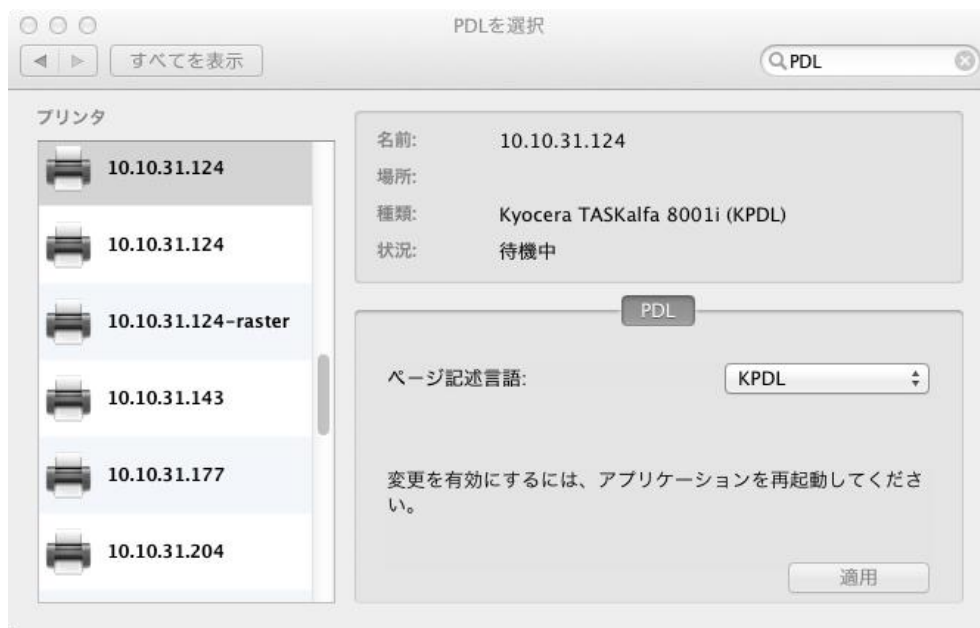 PDLを選択
すべてを表示
PDL
プリンタ
10.10.31.124
10.10.31.124
10.10.31.124-raster
10.10.31.143
10.10.31.177
10.10.31.204
名前: 10.10.31.124
場所:
種類: Kyocera TASKalfa 8001i (KPDL)
状況: 待機中
PDL
ページ記述言語: KPDL
変更を有効にするには、アプリケーションを再起動してくださ
い。
適用